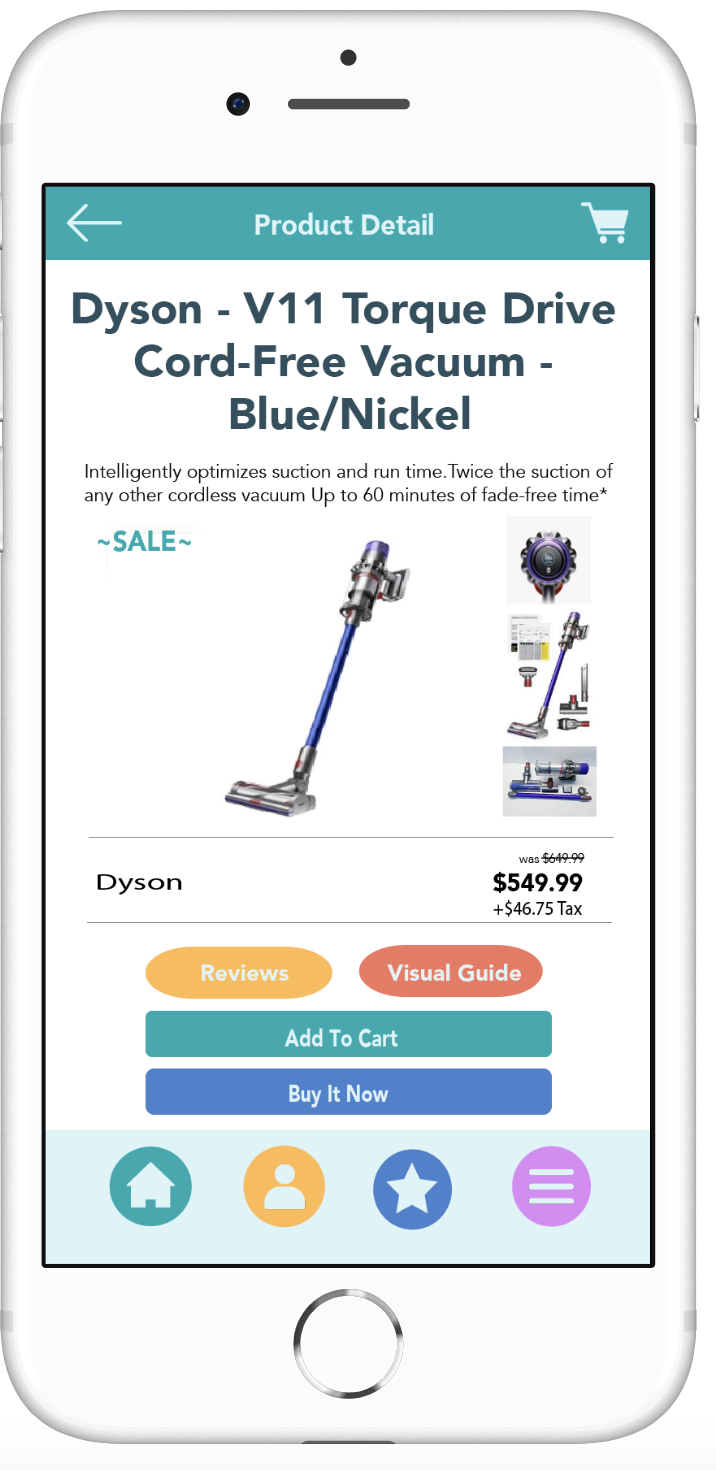 Product Detail
Dyson - V11 Torque Drive
Cord-Free Vacuum -
Blue/Nickel
Intelligently optimizes suction and run time.Twice the suction of
any other cordless vacuum Up to 60 minutes of fade-free time*
~SALE~
was $649.99
Dyson
$549.99
+$46.75 Tax
Reviews
Visual Guide
Add To Cart
Buy It Now